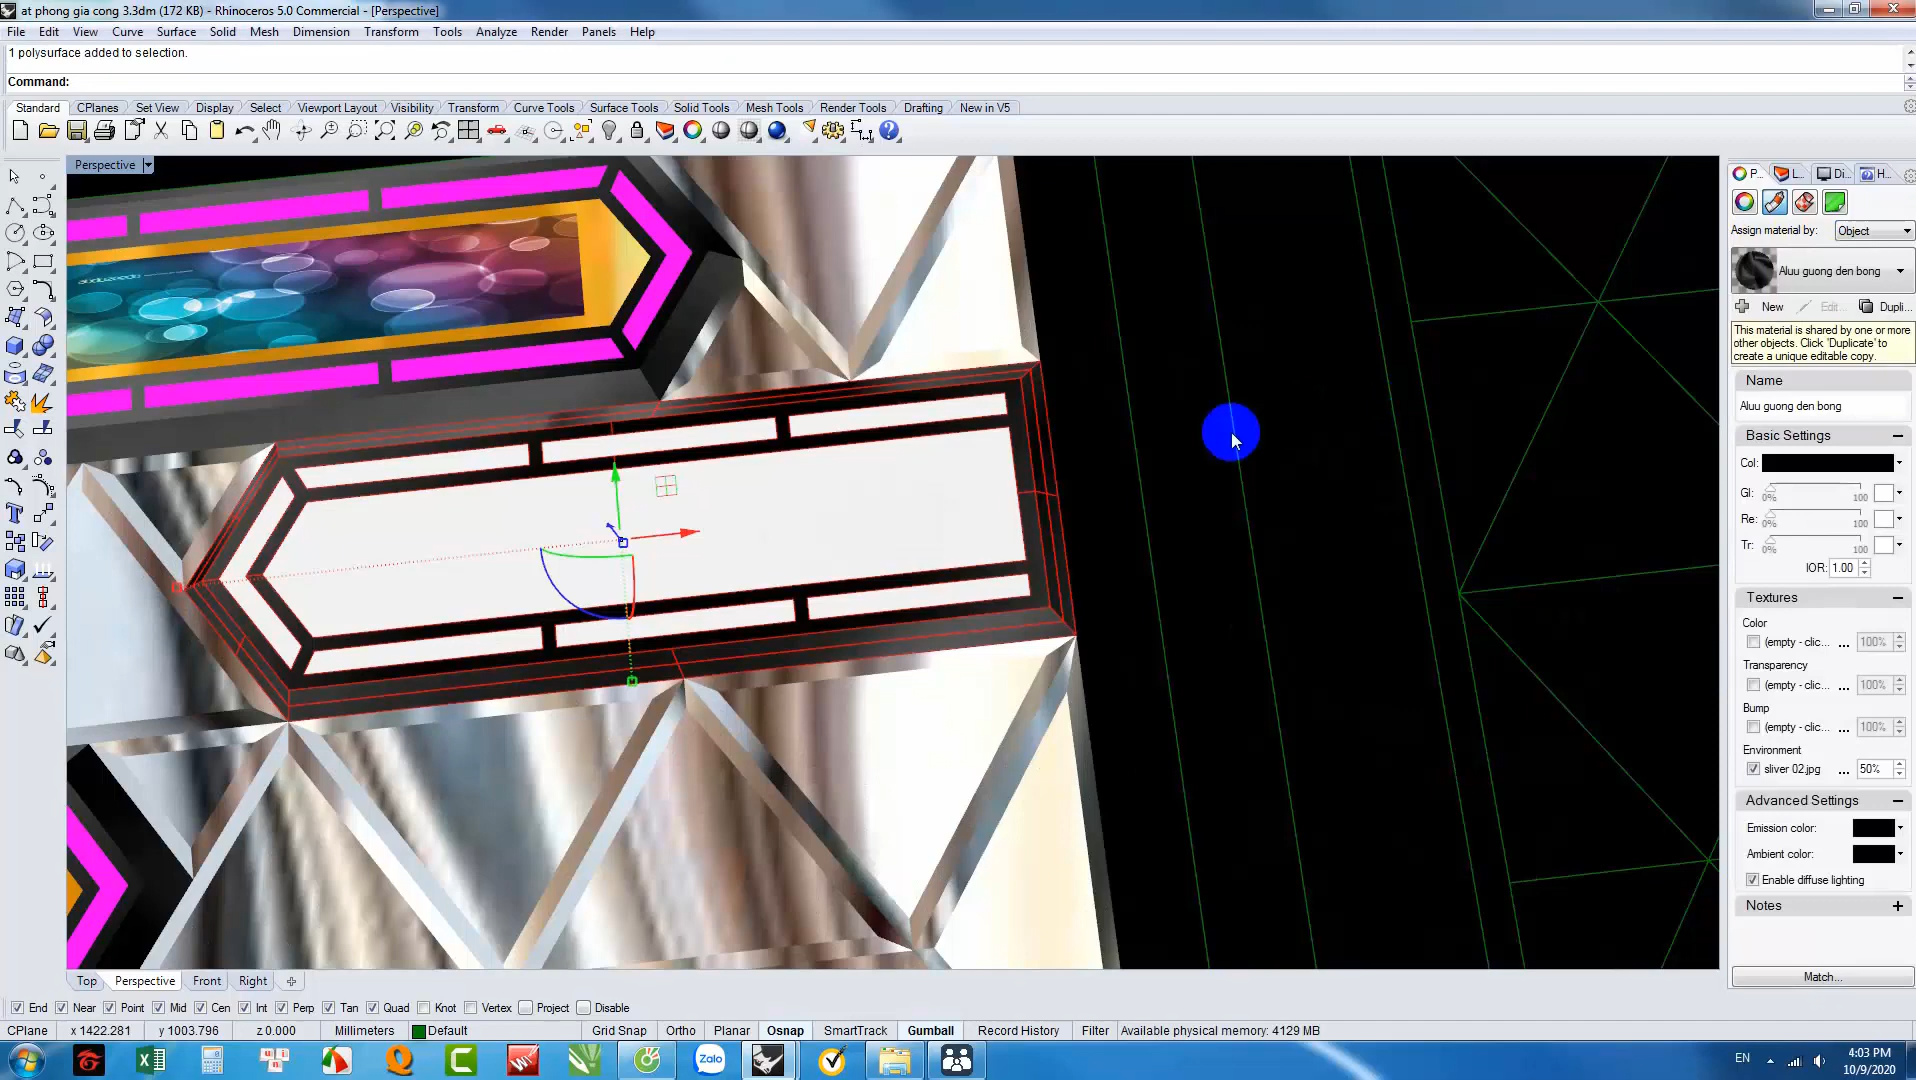 at phong gia cong 3.3dm (172 KB) - Rhinoceros 5.0 Commercial - [Perspective]
File Edit View Curve Surface Solid Mesh Dimension Transform Tools Analyze Render Panels Help
1 polysurface added to selection.
Command:
Standard CPlanes Set View Display Select Viewport Layout Visibility Transform Curve Tools Surface Tools Solid Tools Mesh Tools Render Tools Drafting New in V5
Perspective
P... L... Di... H...
Assign material by: Object
Aluu guong den bong
New Edit... Dupli...
This material is shared by one or more
other objects. Click 'Duplicate' to
create a unique editable copy.
Name
Aluu guong den bong
Basic Settings
Col:
Gl: 0% 100
Re: 0% 100
Tr: 0% 100
IOR: 1.00
Textures
Color
(empty - clic... ... 100%
Transparency
(empty - clic... ... 100%
Bump
(empty - clic... ... 100%
Environment
sliver 02.jpg ... 50%
Advanced Settings
Emission color:
Ambient color:
Enable diffuse lighting
Notes
Match...
Top Perspective Front Right
End Near Point Mid Cen Int Perp Tan Quad Knot Vertex Project Disable
CPlane x 1422.281 y 1003.796 z 0.000 Millimeters Default Grid Snap Ortho Planar Osnap SmartTrack Gumball Record History Filter Available physical memory: 4129 MB
Zalo
EN 4:03 PM
10/9/2020